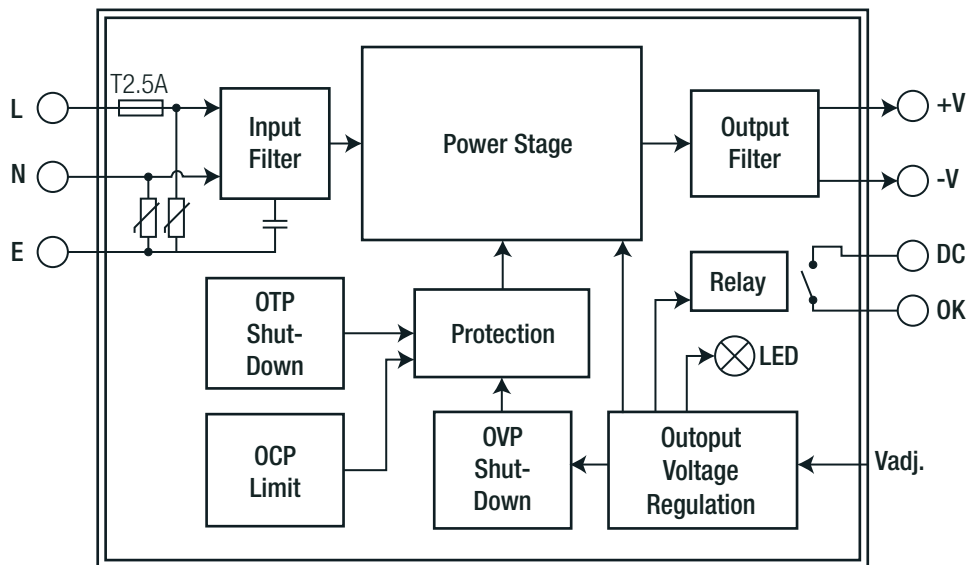 T2.5A
L
N
E
Input
Filter
Power Stage
Output
Filter
+V
-V
DC
OK
Relay
LED
OTP
Shut-
Down
Protection
OCP
Limit
OVP
Shut-
Down
Outoput
Voltage
Regulation
Vadj.